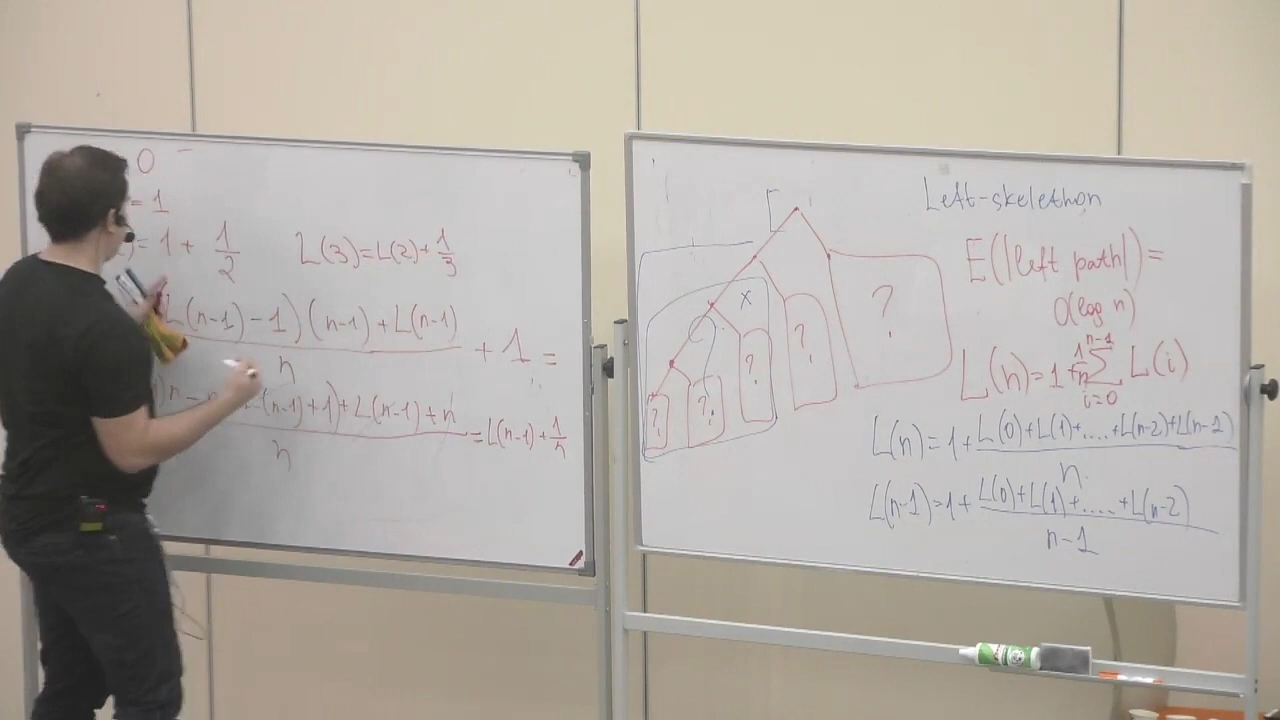 0 -
= 1
= 1 + 1/2 L(3)=L(2)+1/3
L(n-1)-1)(n-1)+L(n-1)
n
+ 1 =
(n-1)+1)+L(n-1)+n
n
=L(n-1)+1/n
Left-skelethon
E(|left path|)=
O(log n)
L(n)=1+1/n n-1∑i=0 L(i)
L(n)=1+ L(0)+L(1)+....+L(n-2)+L(n-1)
n
L(n-1)=1+ L(0)+L(1)+....+L(n-2)
n-1
x
?
?
?
?
?